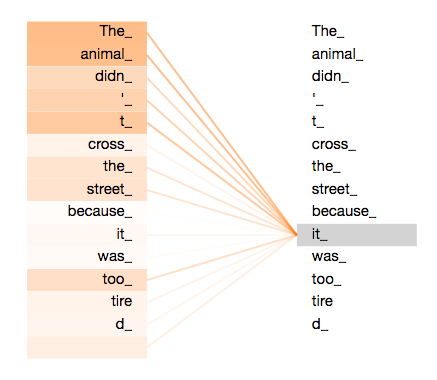 The_ The_
animal_ animal_
didn_ didn_
'_ '_
t_ t_
cross_ cross_
the_ the_
street_ street_
because_ because_
it_ it_
was_ was_
too_ too_
tire tire
d_ d_